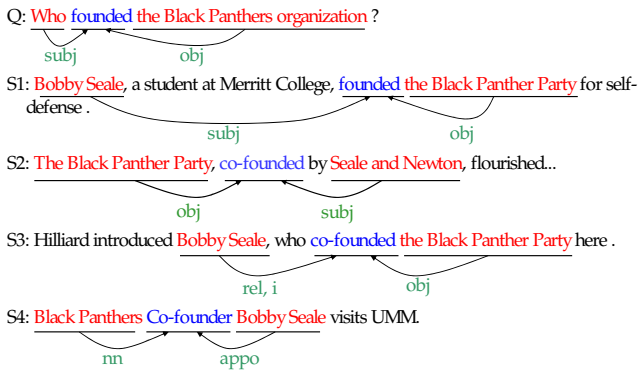 Q: Who founded the Black Panthers organization ?
subj obj
S1: Bobby Seale, a student at Merritt College, founded the Black Panther Party for self-
defense .
subj obj
S2: The Black Panther Party, co-founded by Seale and Newton, flourished...
obj subj
S3: Hilliard introduced Bobby Seale, who co-founded the Black Panther Party here .
rel, i obj
S4: Black Panthers Co-founder Bobby Seale visits UMM.
nn appo